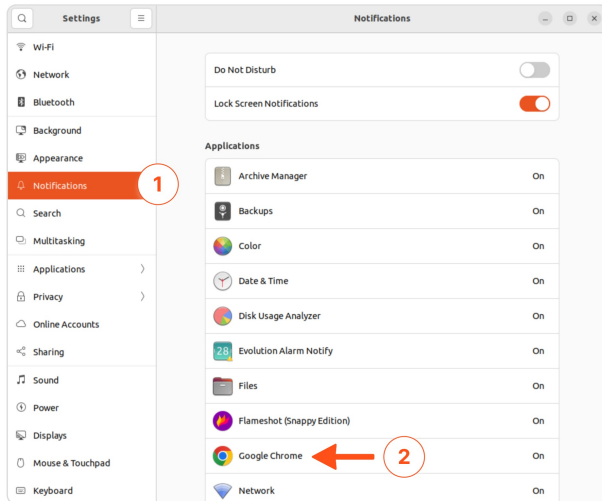 Settings
Notifications
Wi-Fi
Network
Bluetooth
Background
Appearance
Notifications
1
Search
Multitasking
Applications
Privacy
Online Accounts
Sharing
Sound
Power
Displays
Mouse & Touchpad
Keyboard
Do Not Disturb
Lock Screen Notifications
Applications
Archive Manager On
Backups On
Color On
Date & Time On
Disk Usage Analyzer On
28 Evolution Alarm Notify On
Files On
Flameshot (Snappy Edition) On
Google Chrome 2 On
Network On